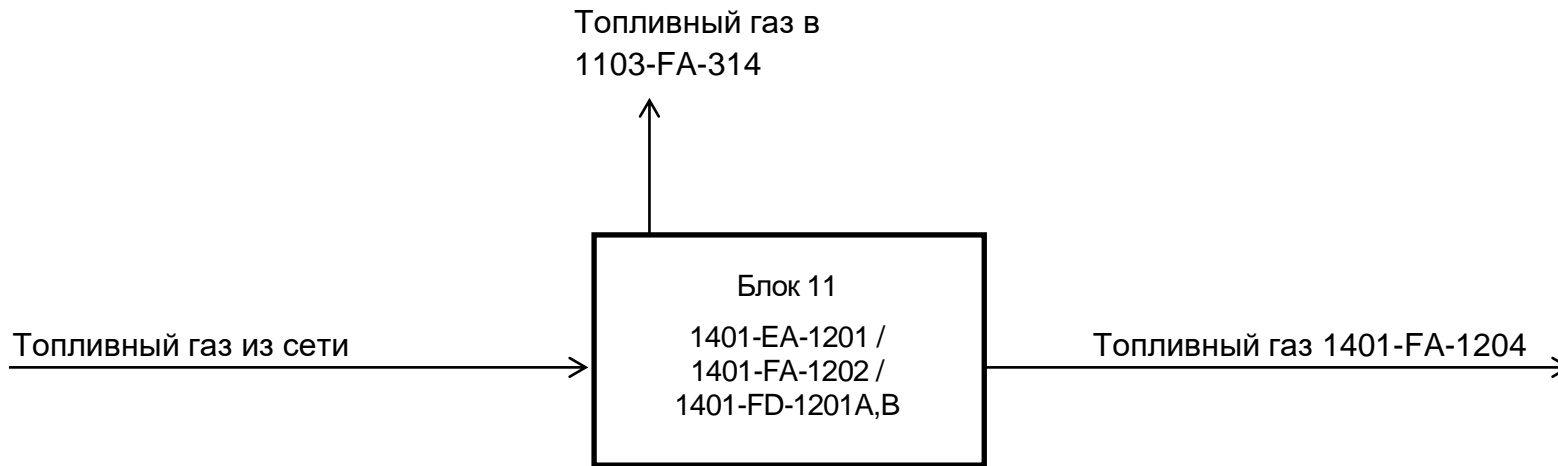 Топливный газ в
1103-FA-314
Блок 11
Топливный газ из сети
1401-EA-1201 /
1401-FA-1202 /
1401-FD-1201A,B
Топливный газ 1401-FA-1204